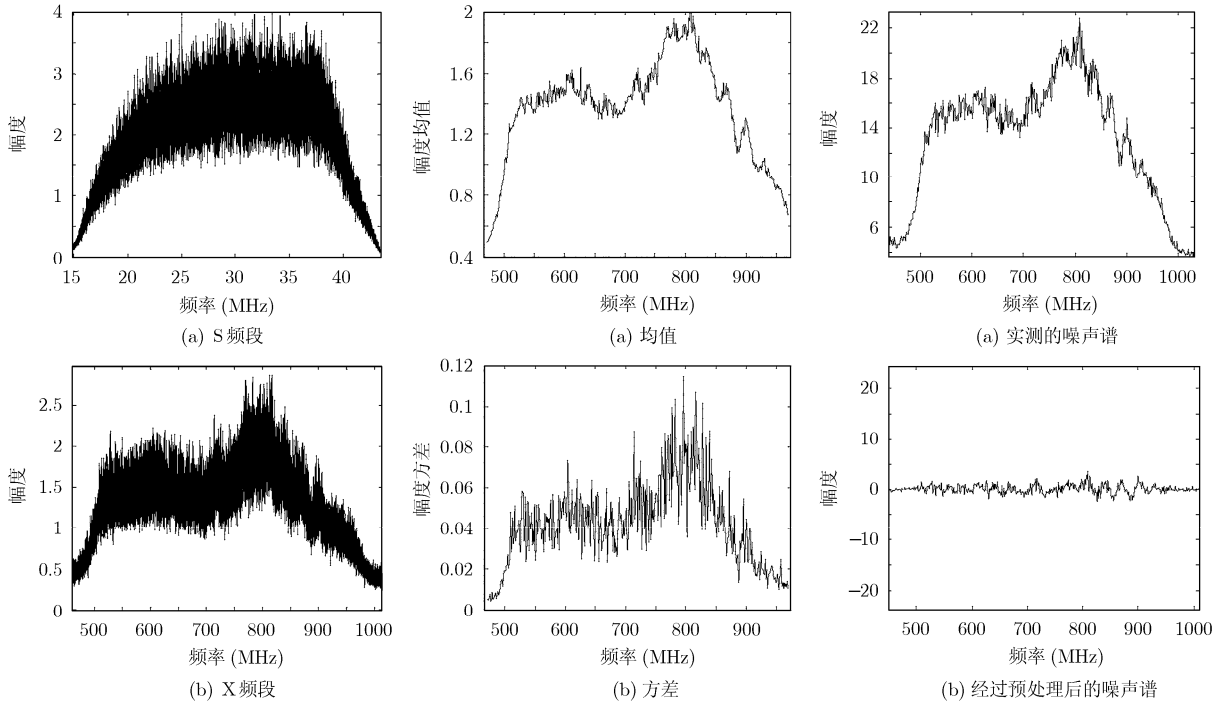 4
3
2
1
0
15 20 25 30 35 40
幅度
频率 (MHz)
(a) S 频段
2
1.6
1.2
0.8
0.4
500 600 700 800 900
幅度均值
频率 (MHz)
(a) 均值
22
18
14
10
6
500 600 700 800 900 1000
幅度
频率 (MHz)
(a) 实测的噪声谱
2.5
2
1.5
1
0.5
0
500 600 700 800 900 1000
幅度
频率 (MHz)
(b) X 频段
0.12
0.1
0.08
0.06
0.04
0.02
0
500 600 700 800 900
幅度方差
频率 (MHz)
(b) 方差
20
10
0
−10
−20
500 600 700 800 900 1000
幅度
频率 (MHz)
(b) 经过预处理后的噪声谱